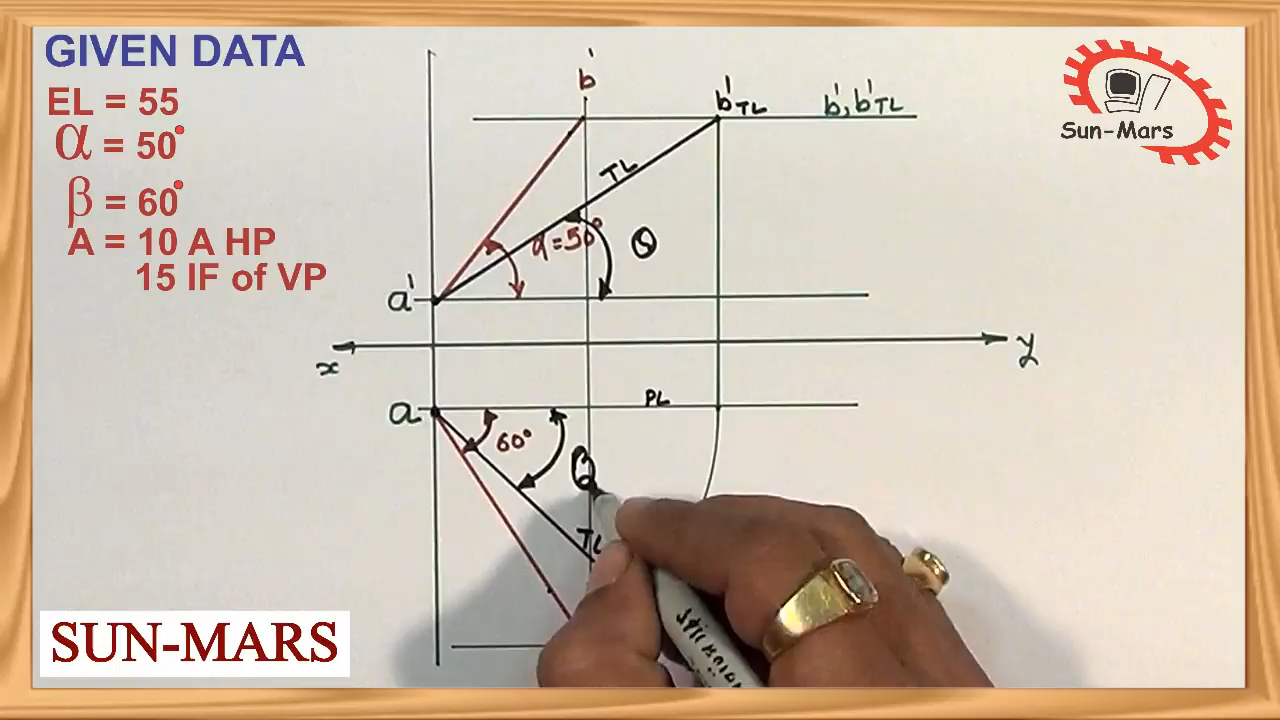 GIVEN DATA
EL = 55
α = 50°
β = 60°
A = 10 A HP
15 IF of VP
b'
b'TL
b', b'TL
Sun-Mars
TL
α = 50°
θ
a'
x
y
a
PL
60°
TL
SUN-MARS